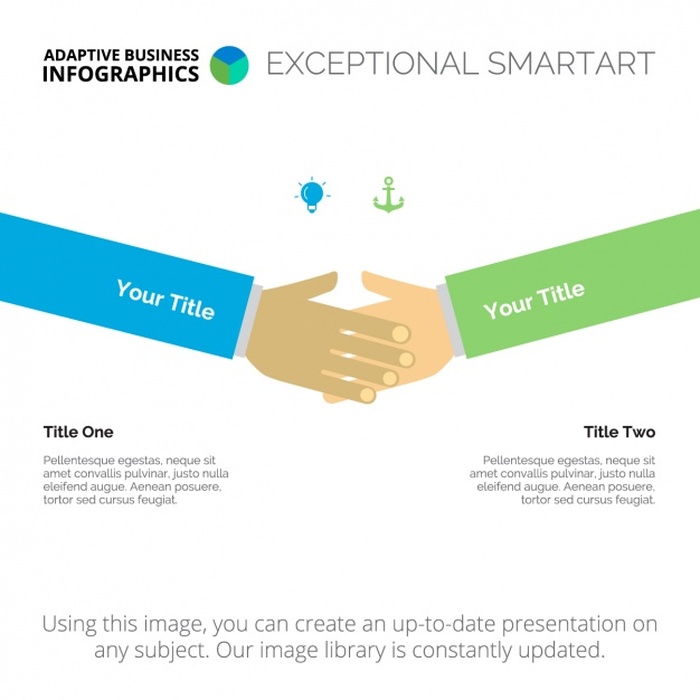 ADAPTIVE BUSINESS
INFOGRAPHICS
EXCEPTIONAL SMARTART
Your Title
Your Title
Title One
Pellentesque egestas, neque sit
amet convallis pulvinar, justo nulla
eleifend augue. Aenean posuere,
tortor sed cursus feugiat.
Title Two
Pellentesque egestas, neque sit
amet convallis pulvinar, justo nulla
eleifend augue. Aenean posuere,
tortor sed cursus feugiat.
Using this image, you can create an up-to-date presentation on
any subject. Our image library is constantly updated.